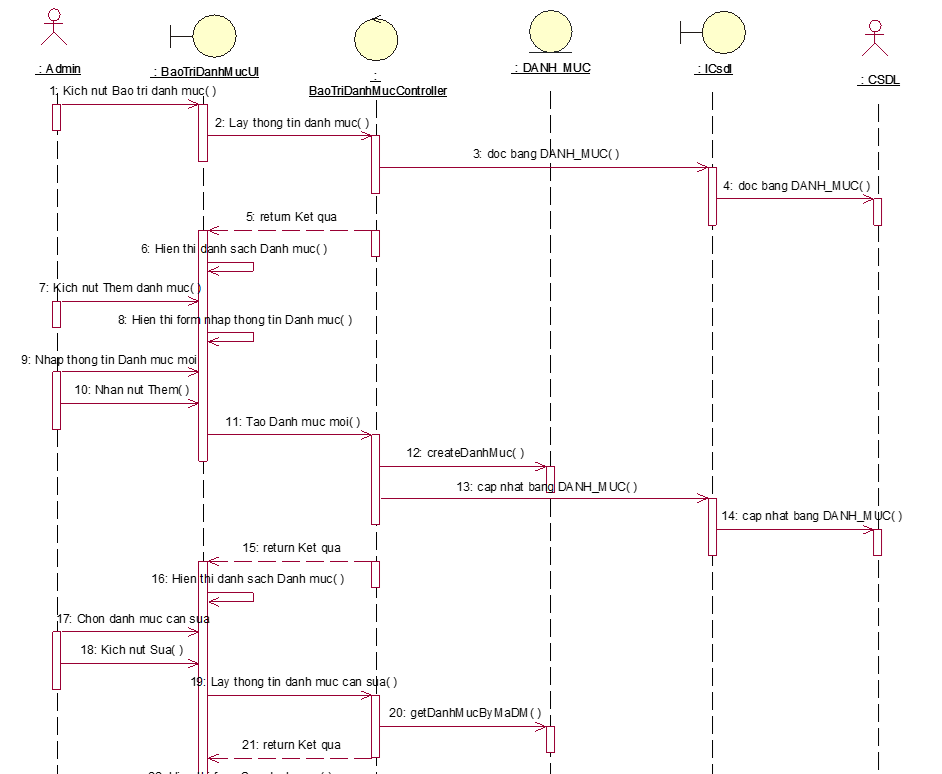 : Admin
: BaoTriDanhMucUI
:
BaoTriDanhMucController
: DANH_MUC
: ICsdl
: CSDL
1: Kich nut Bao tri danh muc( )
2: Lay thong tin danh muc( )
3: doc bang DANH_MUC( )
4: doc bang DANH_MUC( )
5: return Ket qua
6: Hien thi danh sach Danh muc( )
7: Kich nut Them danh muc( )
8: Hien thi form nhap thong tin Danh muc( )
9: Nhap thong tin Danh muc moi
10: Nhan nut Them( )
11: Tao Danh muc moi( )
12: createDanhMuc( )
13: cap nhat bang DANH_MUC( )
14: cap nhat bang DANH_MUC( )
15: return Ket qua
16: Hien thi danh sach Danh muc( )
17: Chon danh muc can sua
18: Kich nut Sua( )
19: Lay thong tin danh muc can sua( )
20: getDanhMucByMaDM( )
21: return Ket qua